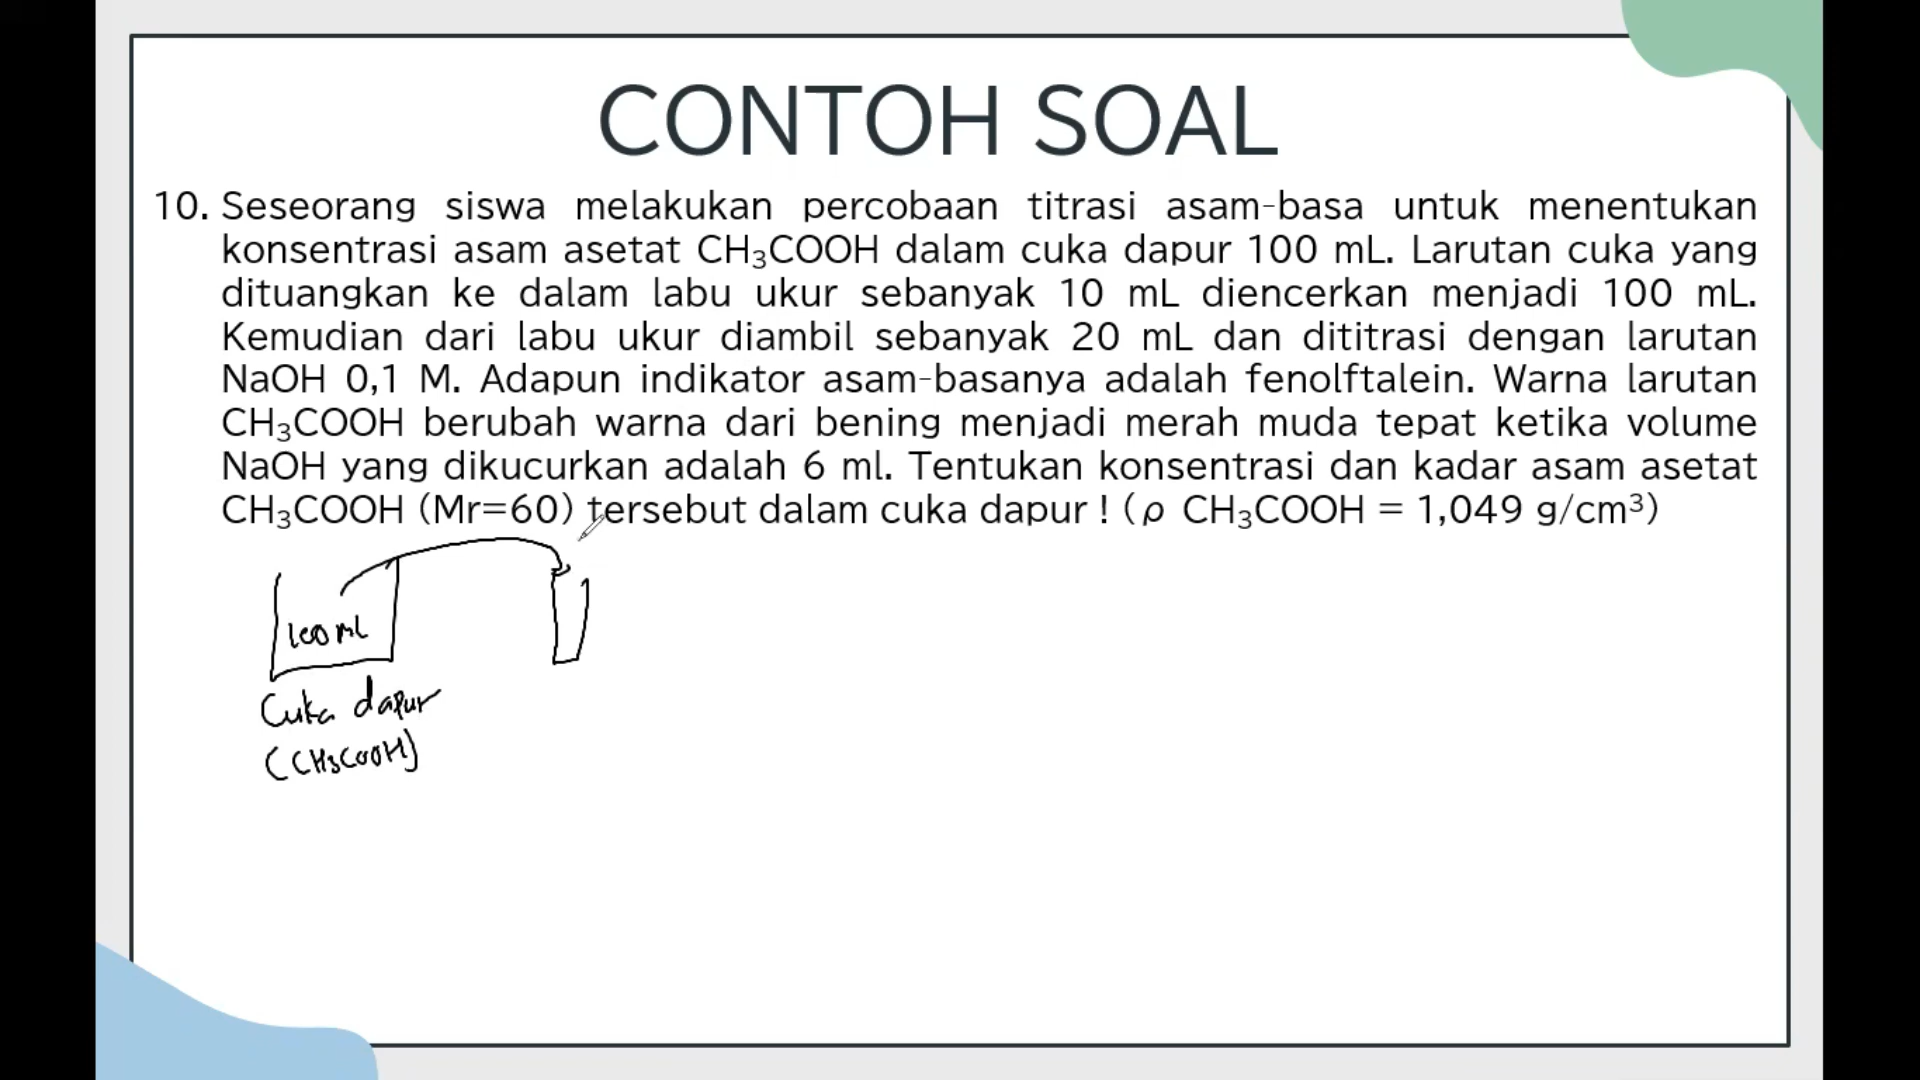 CONTOH SOAL
10. Seseorang siswa melakukan percobaan titrasi asam-basa untuk menentukan
konsentrasi asam asetat CH₃COOH dalam cuka dapur 100 mL. Larutan cuka yang
dituangkan ke dalam labu ukur sebanyak 10 mL diencerkan menjadi 100 mL.
Kemudian dari labu ukur diambil sebanyak 20 mL dan dititrasi dengan larutan
NaOH 0,1 M. Adapun indikator asam-basanya adalah fenolftalein. Warna larutan
CH₃COOH berubah warna dari bening menjadi merah muda tepat ketika volume
NaOH yang dikucurkan adalah 6 ml. Tentukan konsentrasi dan kadar asam asetat
CH₃COOH (Mr=60) tersebut dalam cuka dapur ! (ρ CH₃COOH = 1,049 g/cm³)
100 ml
Cuka dapur
(CH₃COOH)